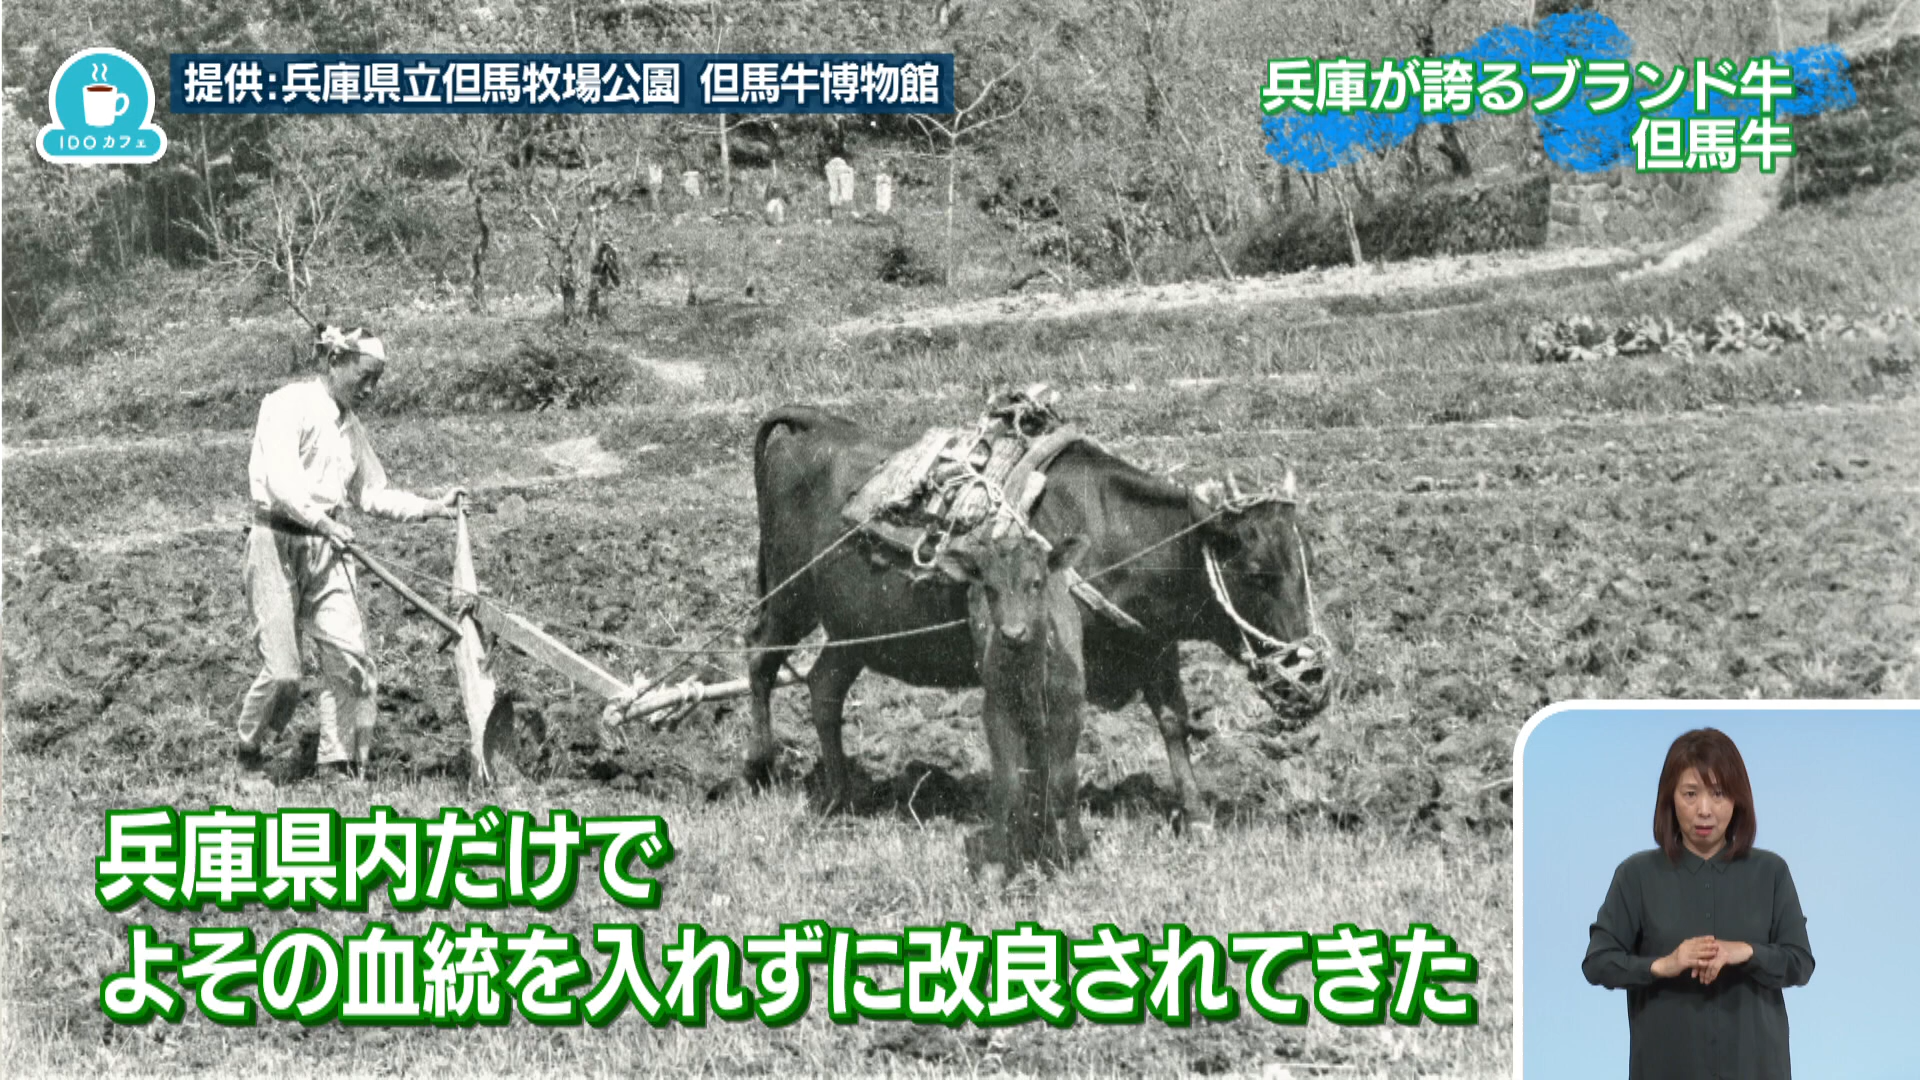 IDOカフェ
提供:兵庫県立但馬牧場公園 但馬牛博物館
兵庫が誇るブランド牛
但馬牛
兵庫県内だけで
よその血統を入れずに改良されてきた